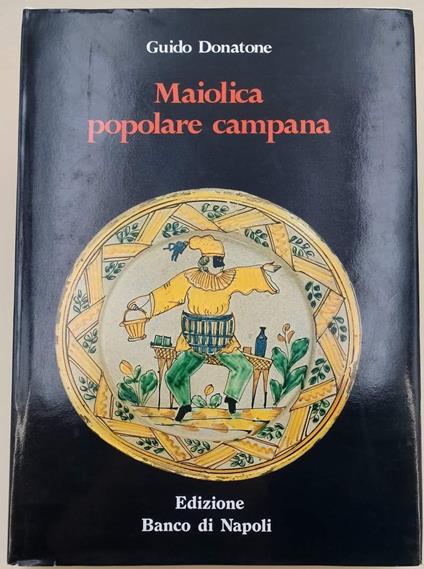 Guido Donatone
Maiolica
popolare campana
Edizione
Banco di Napoli